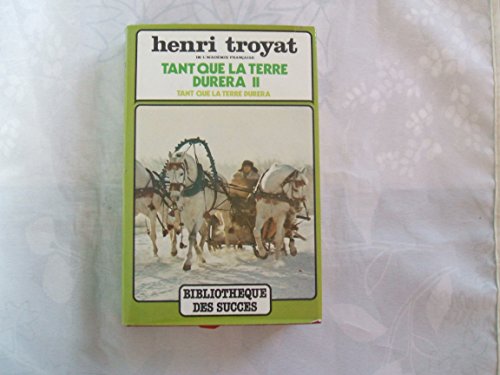 henri troyat
DE L'ACADÉMIE FRANÇAISE
TANT QUE LA TERRE
DURERA II
TANT QUE LA TERRE DURERA
BIBLIOTHEQUE
DES SUCCES